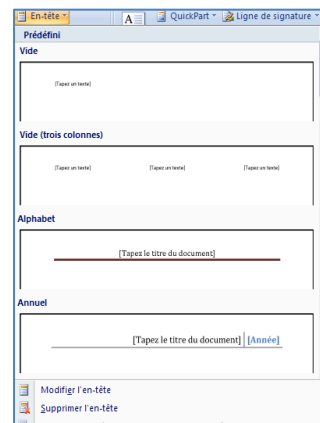 En-tête QuickPart Ligne de signature
Prédéfini
Vide
[Tapez un texte]
Vide (trois colonnes)
[Tapez un texte] [Tapez un texte] [Tapez un texte]
Alphabet
[Tapez le titre du document]
Annuel
[Tapez le titre du document] [Année]
Modifier l'en-tête
Supprimer l'en-tête